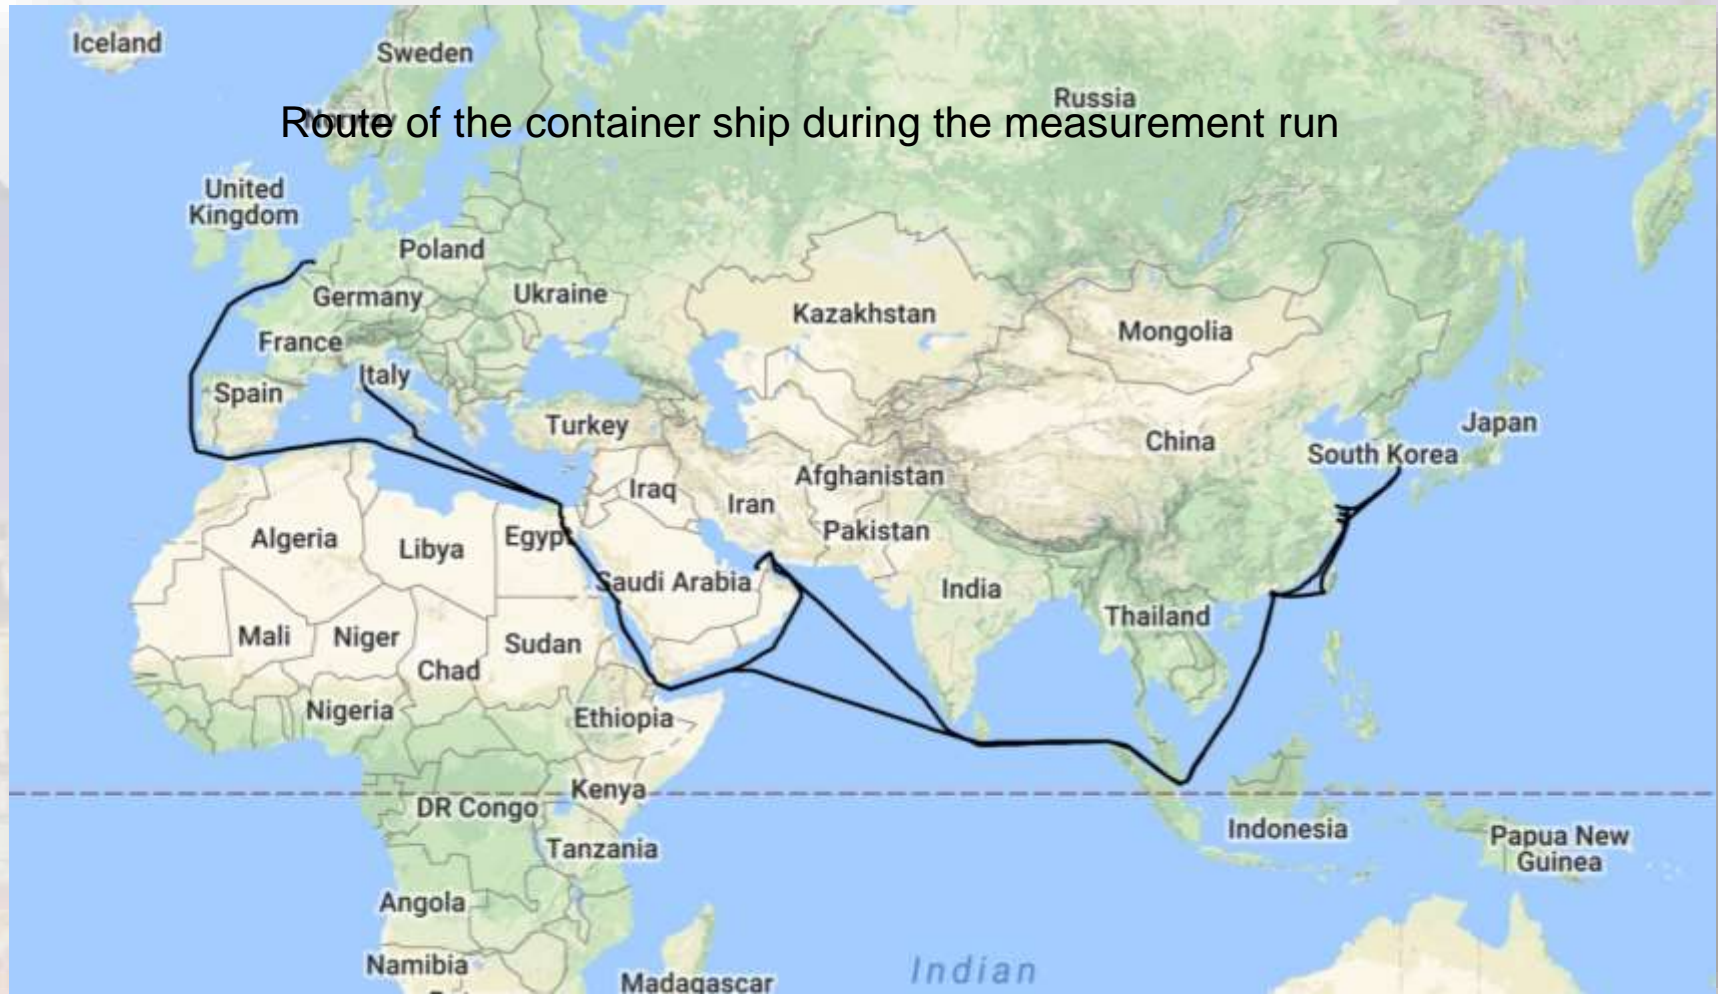 Iceland
Sweden
Russia
Norway
Route of the container ship during the measurement run
United
Kingdom
Poland
Germany
Ukraine
Kazakhstan
Mongolia
France
Italy
Spain
Turkey
Japan
China
South Korea
Afghanistan
Iraq
Iran
Pakistan
Algeria
Libya
Egypt
Saudi Arabia
India
Thailand
Mali
Niger
Sudan
Chad
Nigeria
Ethiopia
Kenya
DR Congo
Indonesia
Papua New
Guinea
Tanzania
Angola
Namibia
Indian
Madagascar